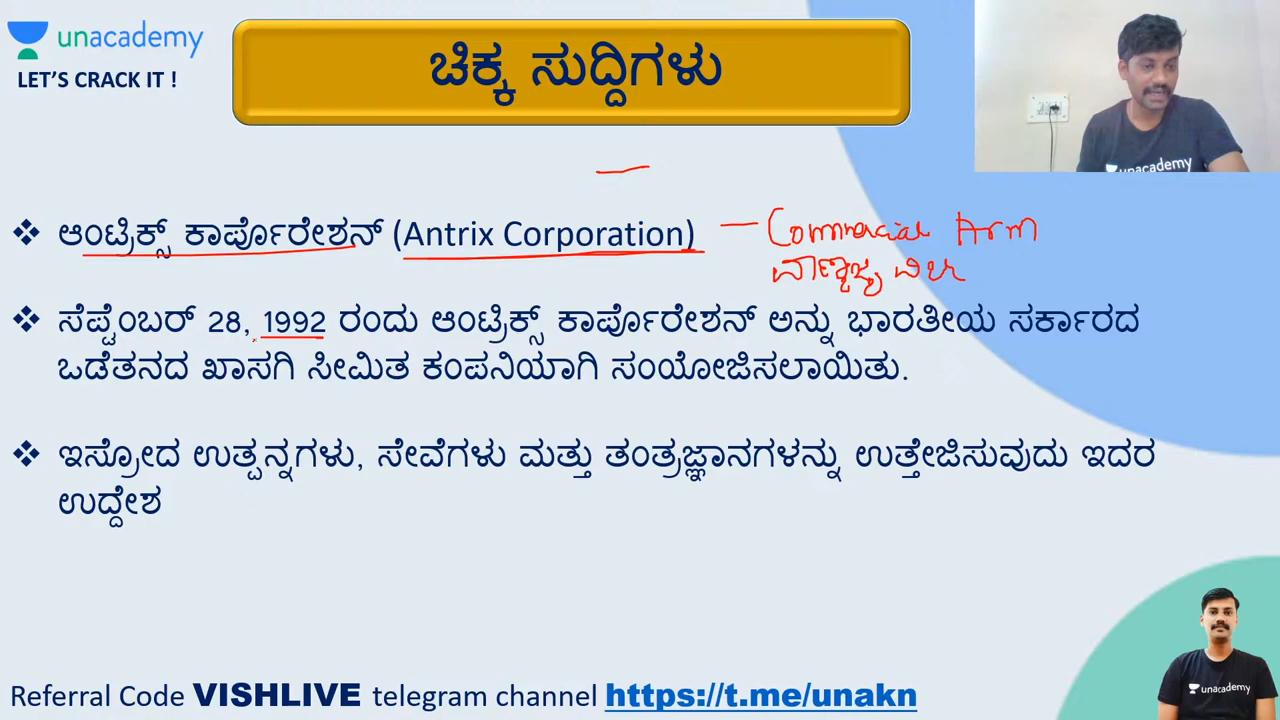 unacademy
LET'S CRACK IT !
ಚಿಕ್ಕ ಸುದ್ದಿಗಳು
unacademy
❖ ಆಂಟ್ರಿಕ್ಸ್ ಕಾರ್ಪೊರೇಶನ್ (Antrix Corporation) — Commercial Arm
ವಾಣಿಜ್ಯ
❖ ಸೆಪ್ಟೆಂಬರ್ 28, 1992 ರಂದು ಆಂಟ್ರಿಕ್ಸ್ ಕಾರ್ಪೊರೇಶನ್ ಅನ್ನು ಭಾರತೀಯ ಸರ್ಕಾರದ
ಒಡೆತನದ ಖಾಸಗಿ ಸೀಮಿತ ಕಂಪನಿಯಾಗಿ ಸಂಯೋಜಿಸಲಾಯಿತು.
❖ ಇಸ್ರೋದ ಉತ್ಪನ್ನಗಳು, ಸೇವೆಗಳು ಮತ್ತು ತಂತ್ರಜ್ಞಾನಗಳನ್ನು ಉತ್ತೇಜಿಸುವುದು ಇದರ
ಉದ್ದೇಶ
unacademy
Referral Code VISHLIVE telegram channel https://t.me/unakn